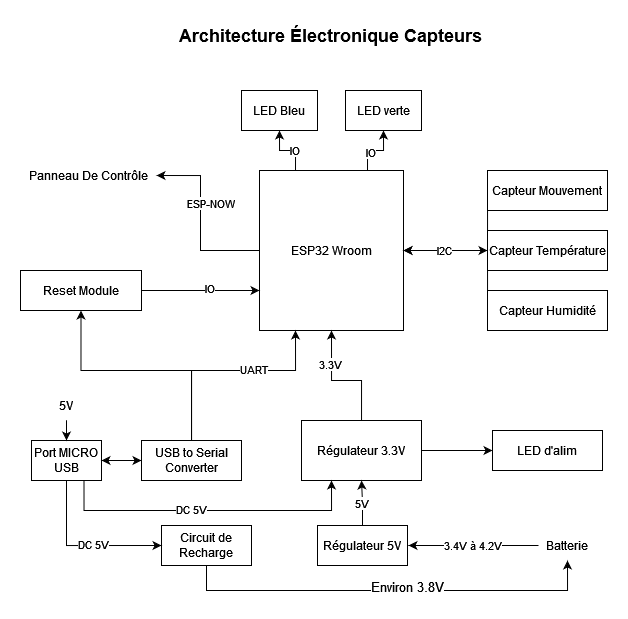 Architecture Électronique Capteurs
LED Bleu
LED verte
IO
IO
Panneau De Contrôle
Capteur Mouvement
ESP-NOW
ESP32 Wroom
I2C
Capteur Température
Reset Module
IO
Capteur Humidité
UART
3.3V
5V
Port MICRO
USB
USB to Serial
Converter
Régulateur 3.3V
LED d'alim
DC 5V
5V
DC 5V
Circuit de
Recharge
Régulateur 5V
3.4V à 4.2V
Batterie
Environ 3.8V